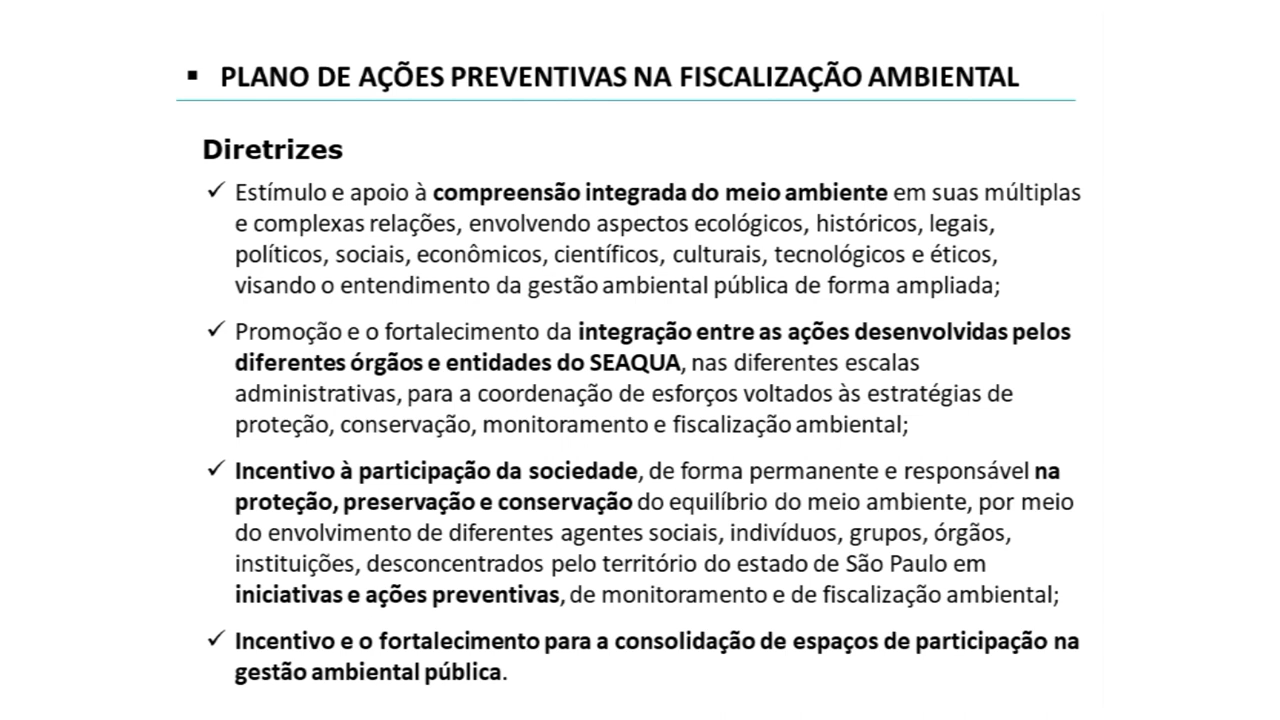 ▪ PLANO DE AÇÕES PREVENTIVAS NA FISCALIZAÇÃO AMBIENTAL
Diretrizes
✓ Estímulo e apoio à compreensão integrada do meio ambiente em suas múltiplas
e complexas relações, envolvendo aspectos ecológicos, históricos, legais,
políticos, sociais, econômicos, científicos, culturais, tecnológicos e éticos,
visando o entendimento da gestão ambiental pública de forma ampliada;
✓ Promoção e o fortalecimento da integração entre as ações desenvolvidas pelos
diferentes órgãos e entidades do SEAQUA, nas diferentes escalas
administrativas, para a coordenação de esforços voltados às estratégias de
proteção, conservação, monitoramento e fiscalização ambiental;
✓ Incentivo à participação da sociedade, de forma permanente e responsável na
proteção, preservação e conservação do equilíbrio do meio ambiente, por meio
do envolvimento de diferentes agentes sociais, indivíduos, grupos, órgãos,
instituições, desconcentrados pelo território do estado de São Paulo em
iniciativas e ações preventivas, de monitoramento e de fiscalização ambiental;
✓ Incentivo e o fortalecimento para a consolidação de espaços de participação na
gestão ambiental pública.